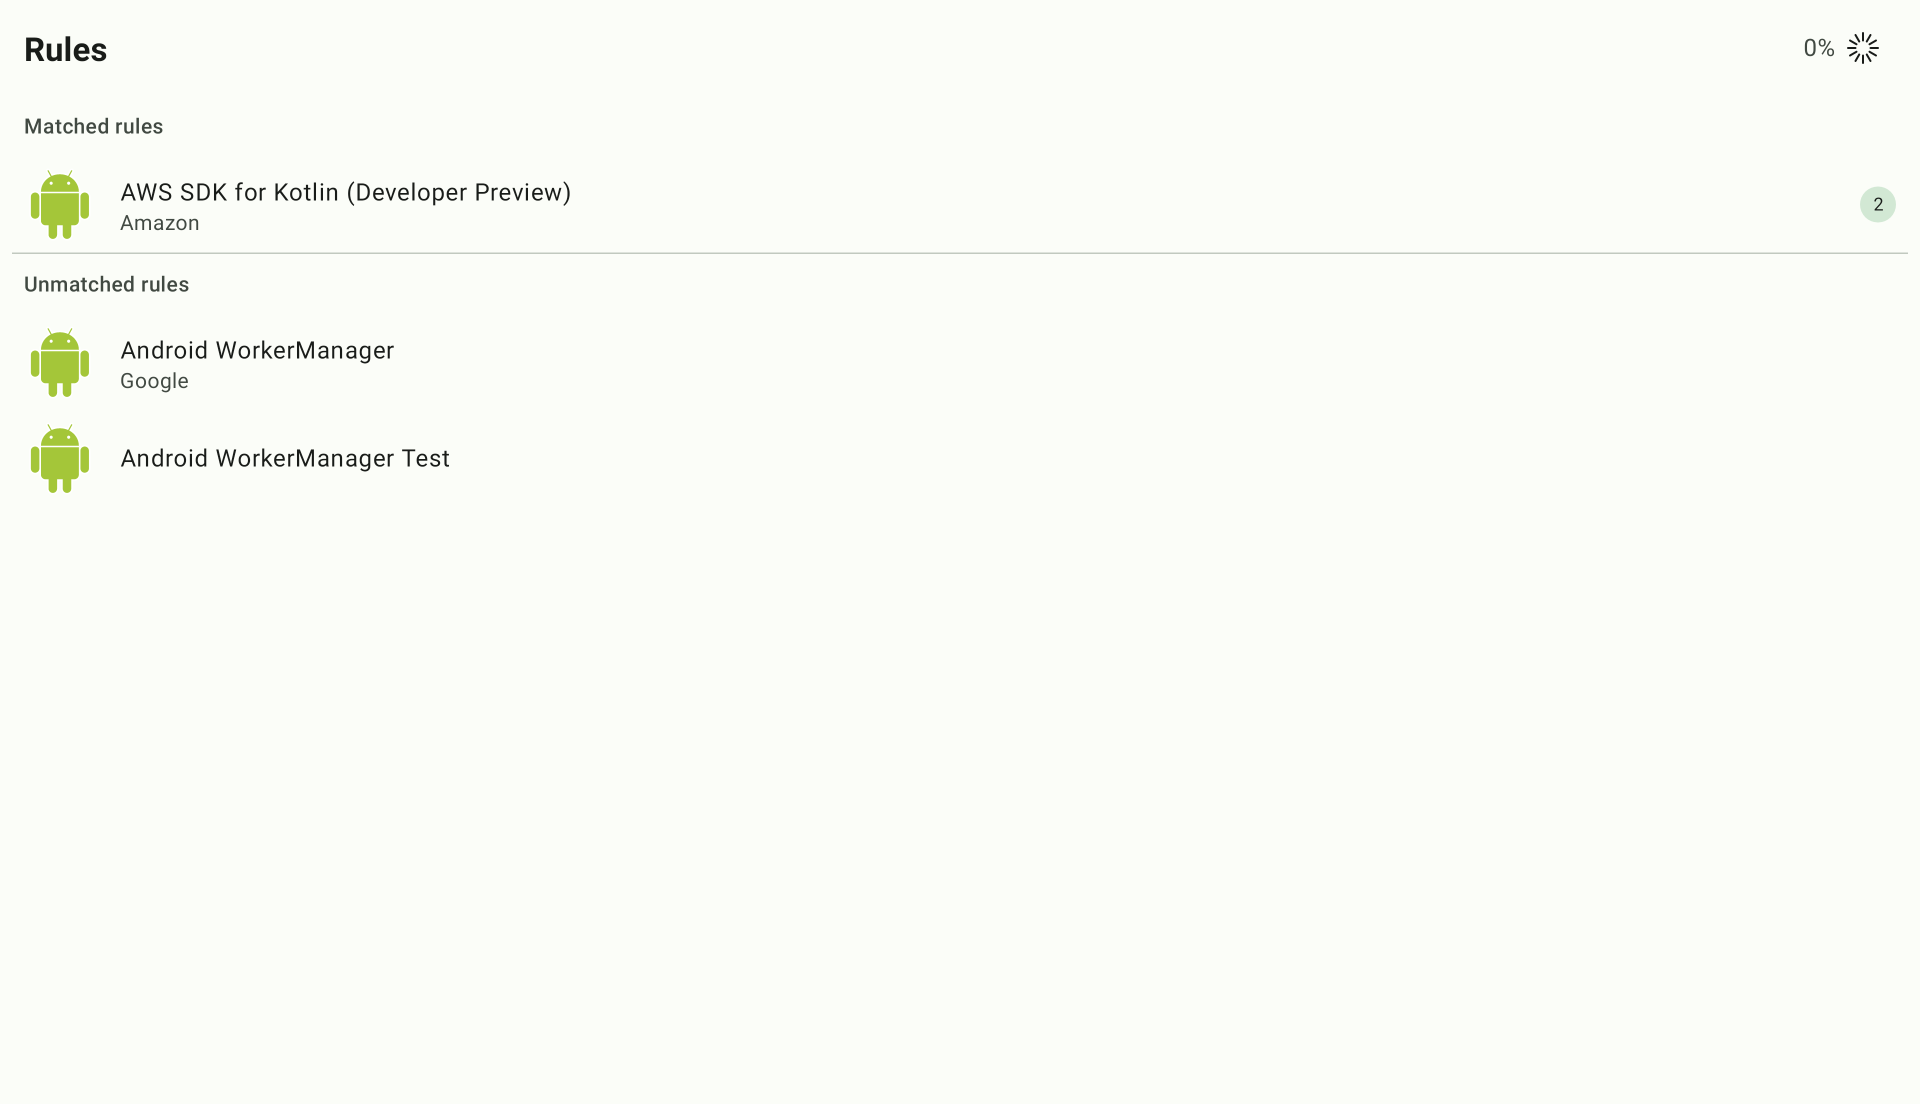 Rules
0%
Matched rules
AWS SDK for Kotlin (Developer Preview)
Amazon
2
Unmatched rules
Android WorkerManager
Google
Android WorkerManager Test